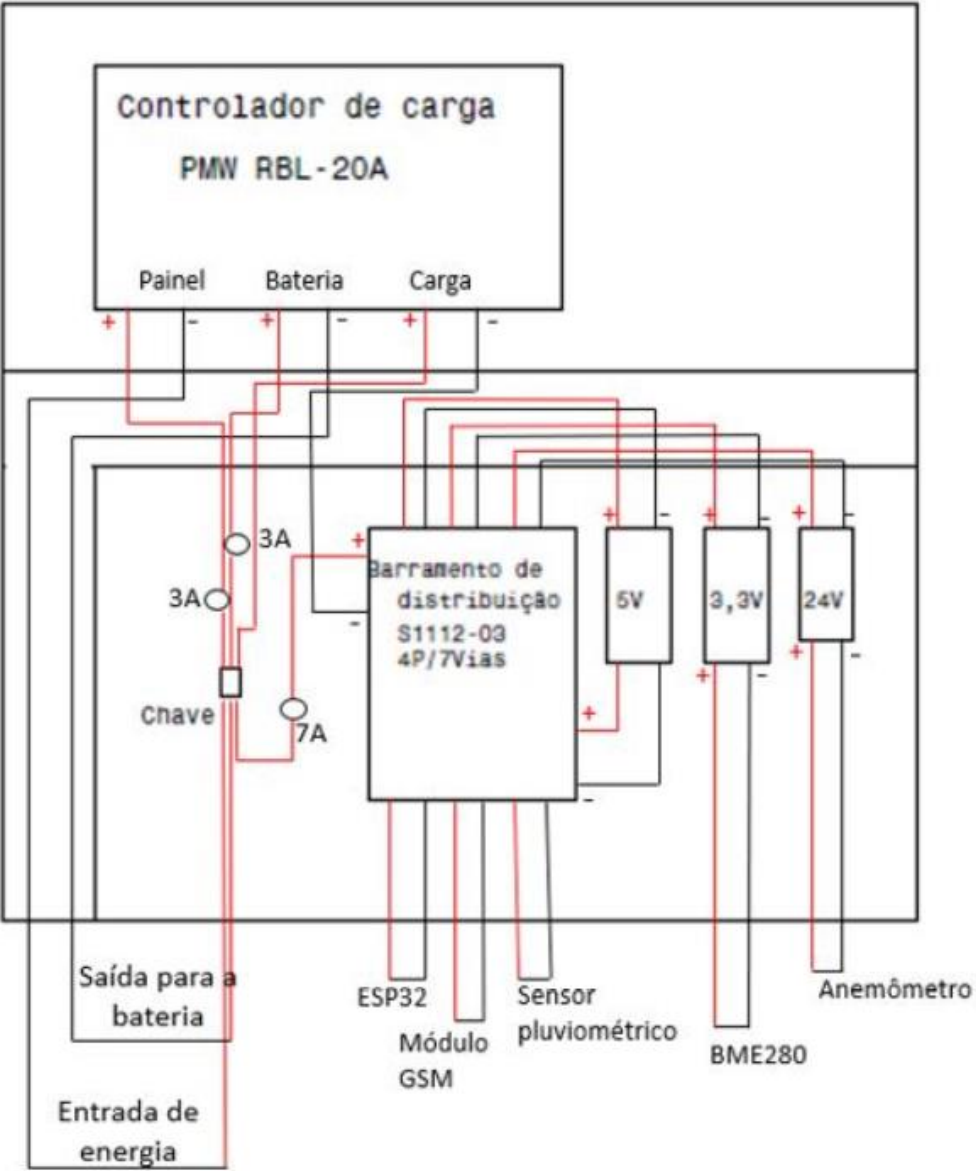 Controlador de carga
PMW RBL-20A
Painel
Bateria
Carga
+
-
+
-
+
-
3A
3A
Chave
7A
+
-
Barramento de
distribuição
S1112-03
4P/7Vias
+
-
+
-
+
-
+
-
5V
3,3V
24V
+
-
+
-
Saída para a
bateria
Entrada de
energia
ESP32
Módulo
GSM
Sensor
pluviométrico
BME280
Anemômetro